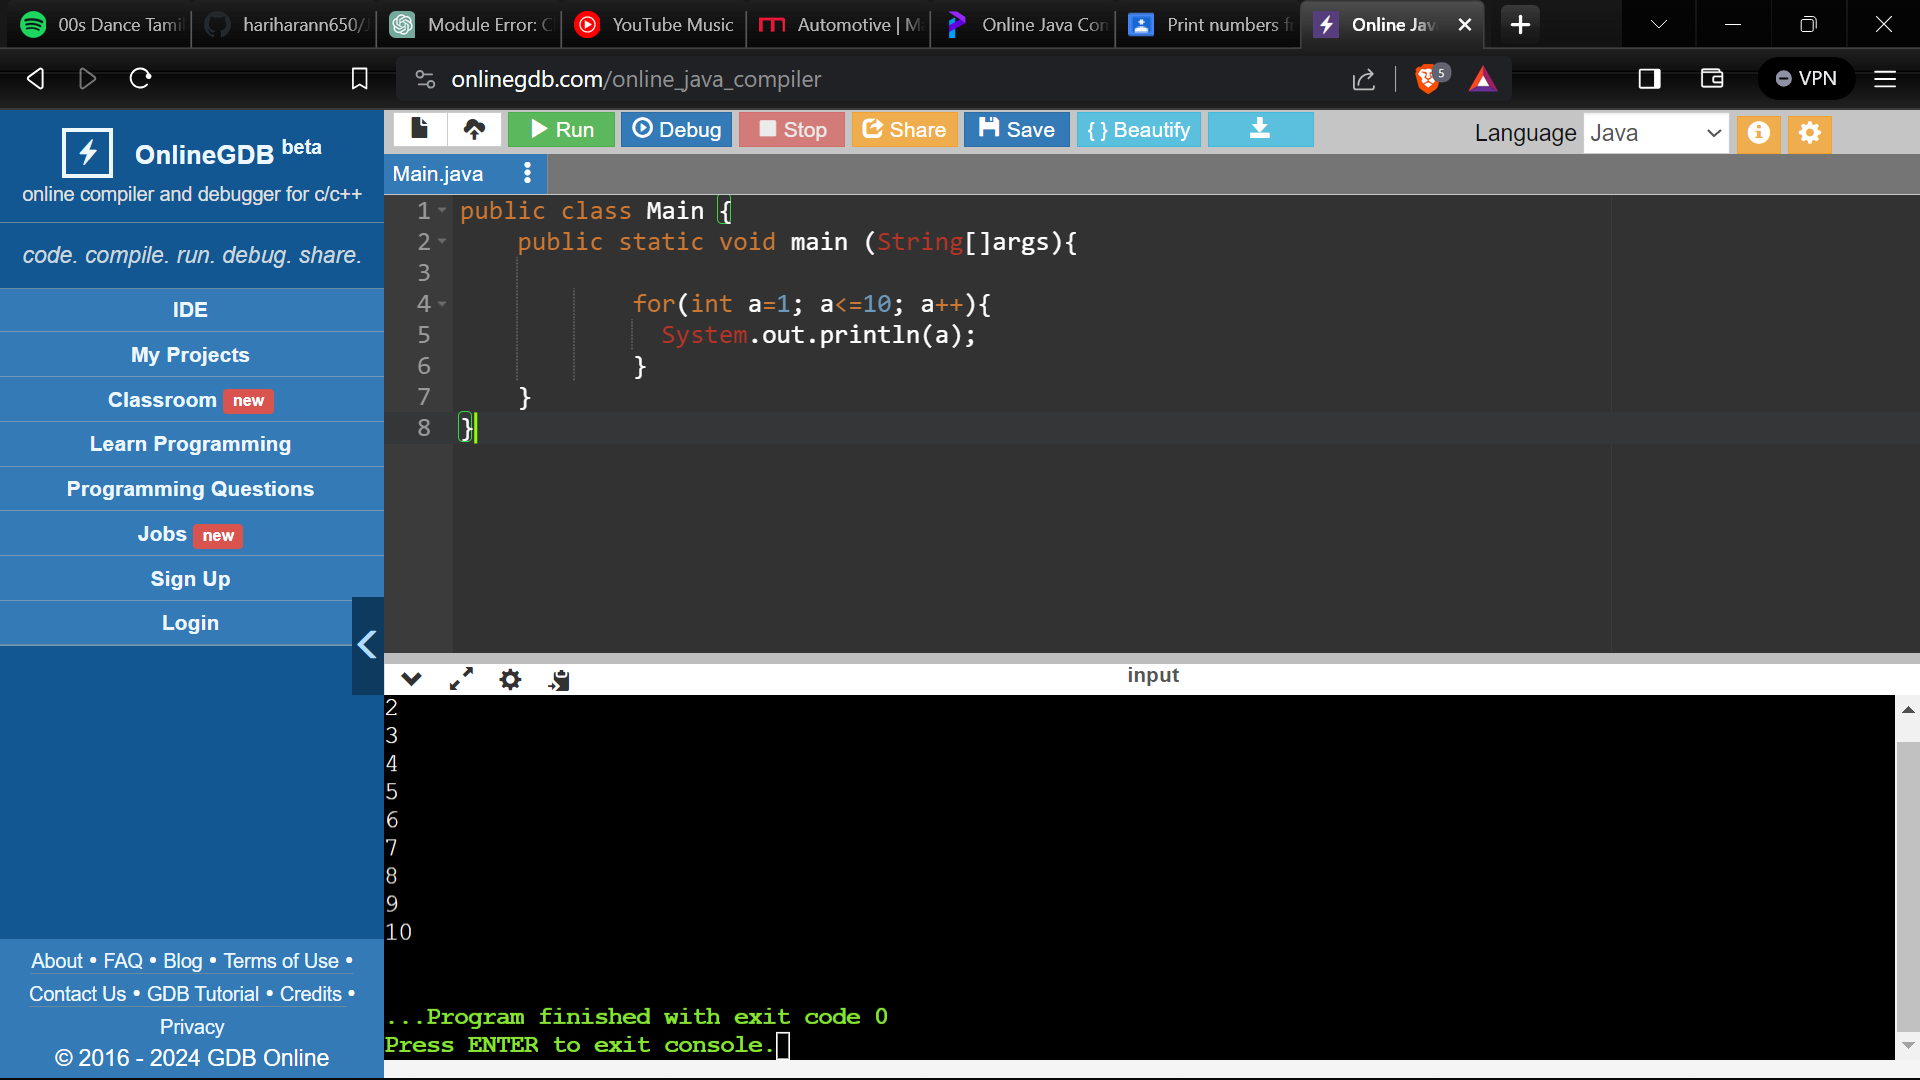 00s Dance Tami
hariharann650/J
Module Error: C
YouTube Music
Automotive | M
Online Java Con
Print numbers fr
Online Jav
onlinegdb.com/online_java_compiler
5
VPN
OnlineGDB beta
online compiler and debugger for c/c++
code. compile. run. debug. share.
IDE
My Projects
Classroom new
Learn Programming
Programming Questions
Jobs new
Sign Up
Login
About • FAQ • Blog • Terms of Use •
Contact Us • GDB Tutorial • Credits •
Privacy
© 2016 - 2024 GDB Online
Run
Debug
Stop
Share
Save
{ } Beautify
Language Java
Main.java
1 public class Main {
2     public static void main (String[]args){
3
4             for(int a=1; a<=10; a++){
5               System.out.println(a);
6             }
7     }
8 }
input
2
3
4
5
6
7
8
9
10
...Program finished with exit code 0
Press ENTER to exit console.